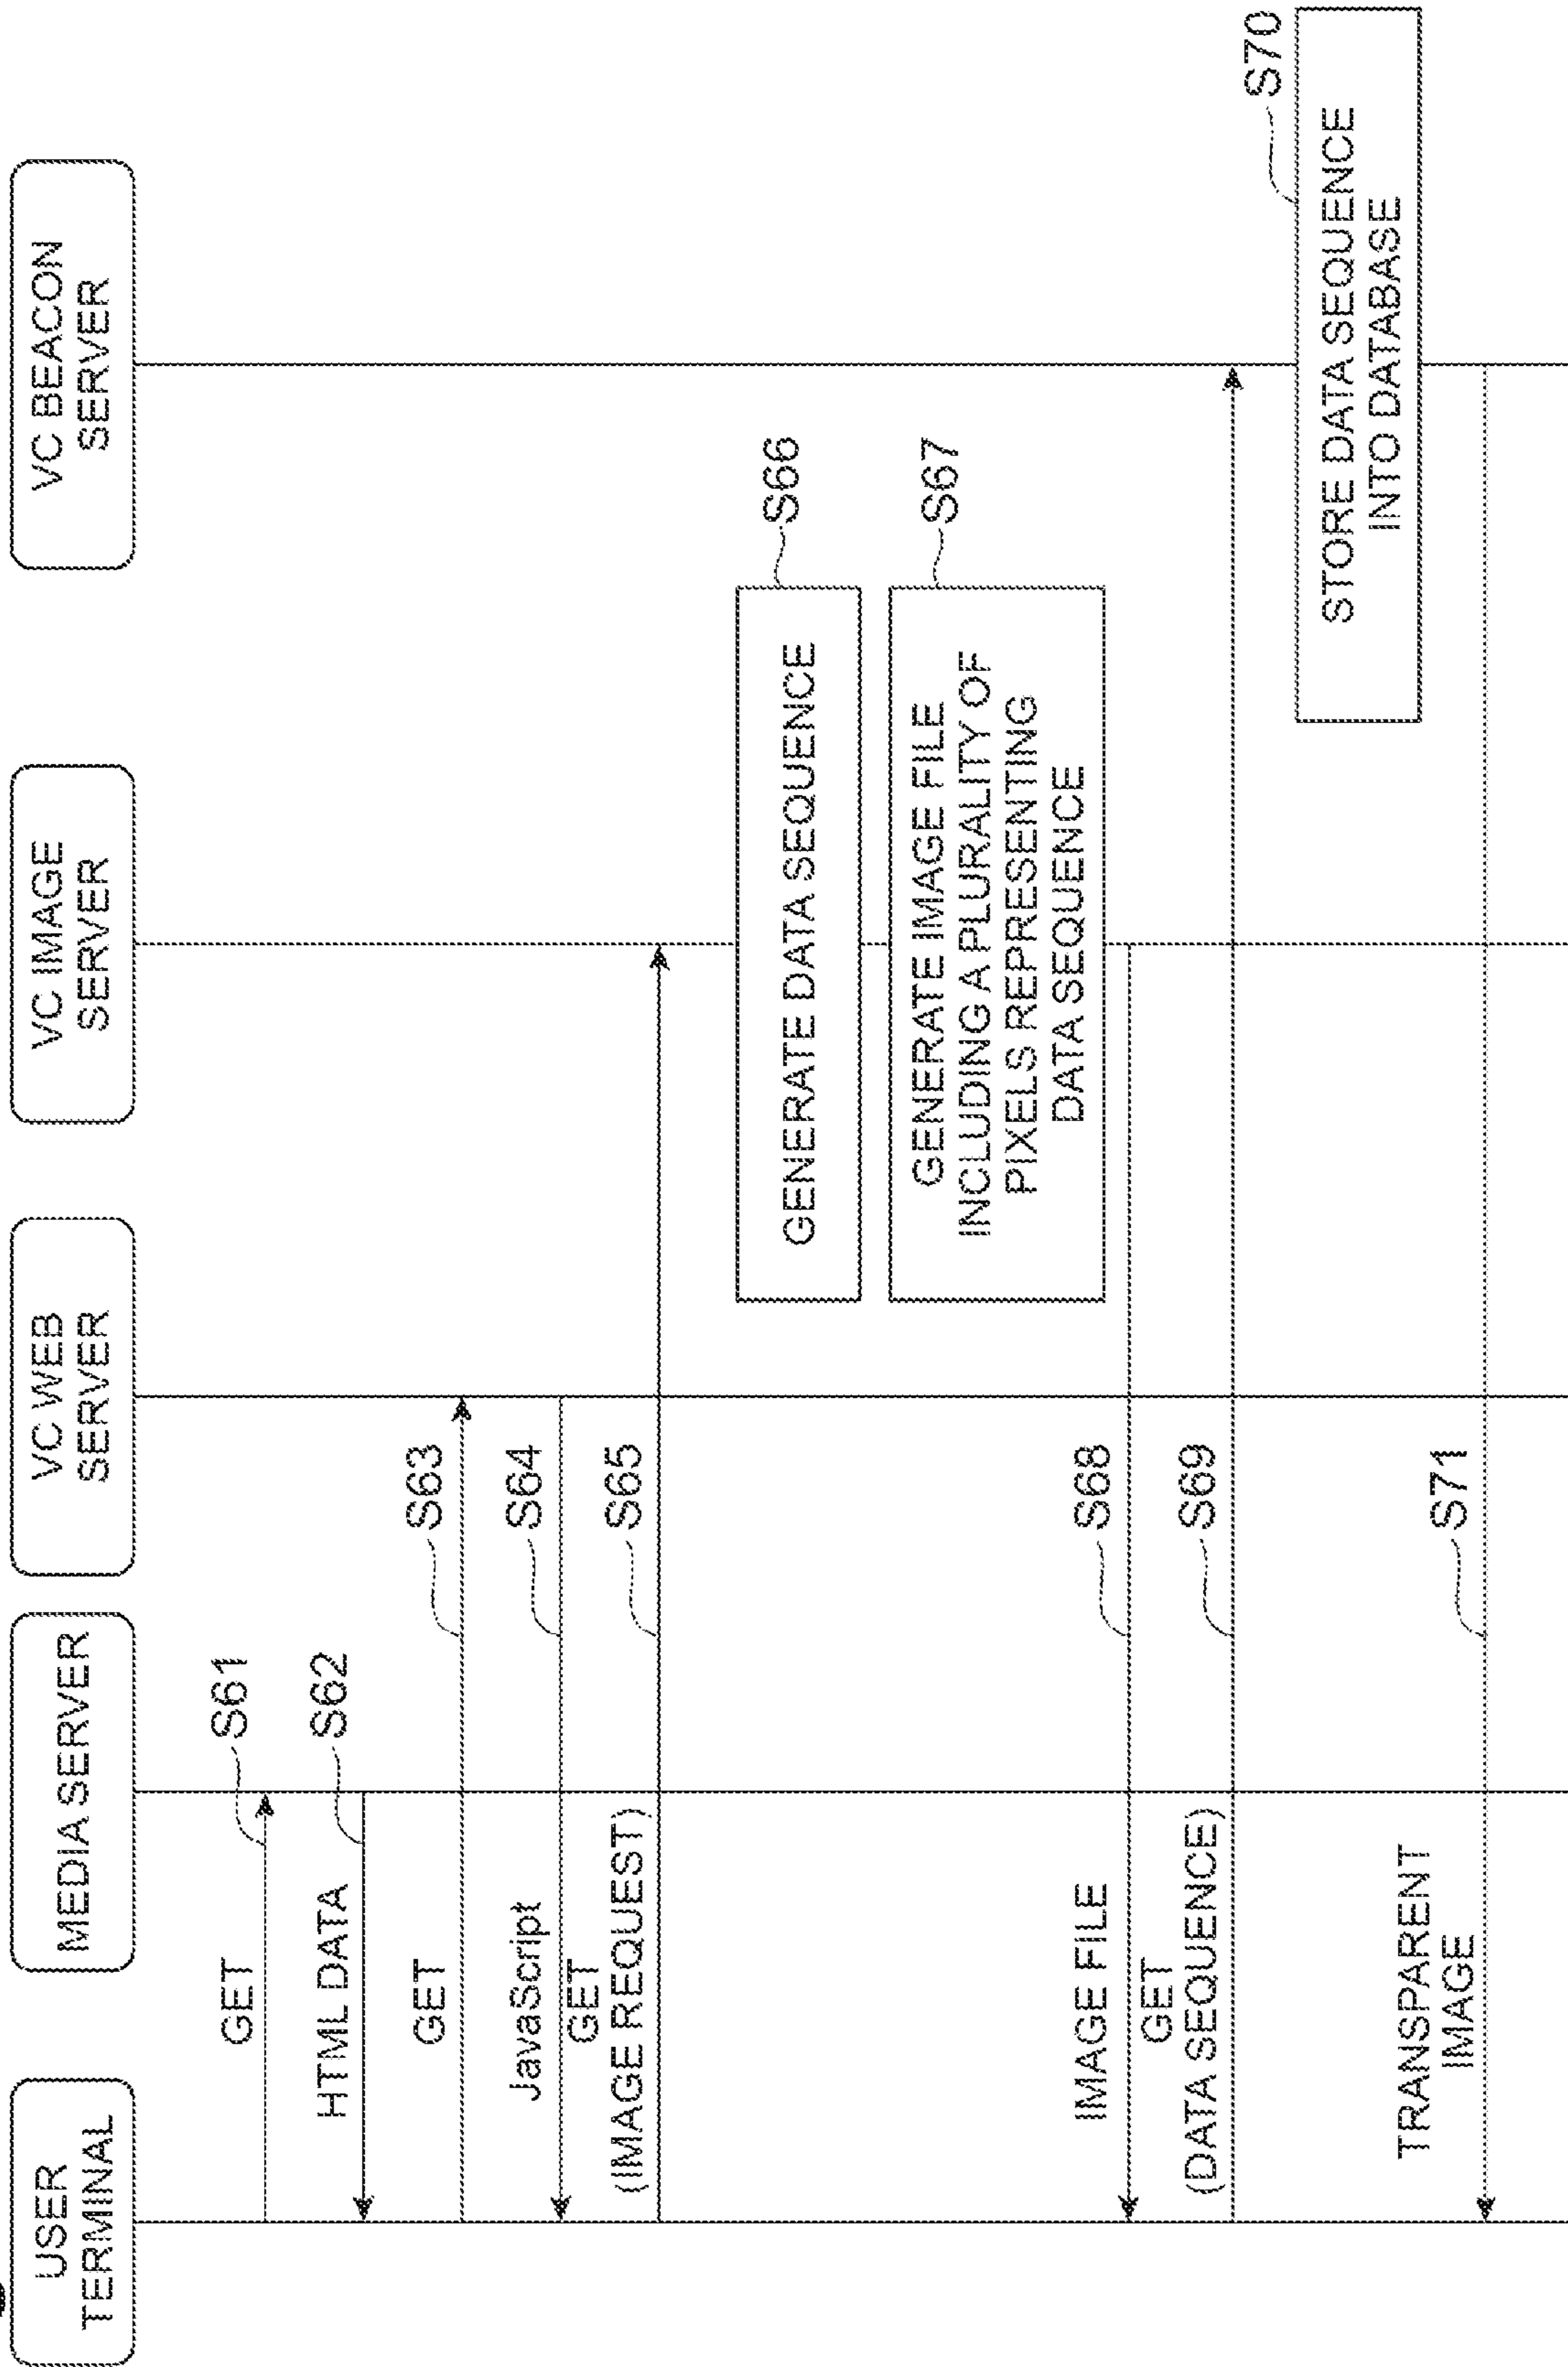 USER
TERMINAL
MEDIA SERVER
VC WEB
SERVER
VC IMAGE
SERVER
VC BEACON
SERVER
GET
S61
HTML DATA
S62
GET
S63
JavaScript
S64
GET
(IMAGE REQUEST)
S65
GENERATE DATA SEQUENCE
S66
GENERATE IMAGE FILE
INCLUDING A PLURALITY OF
PIXELS REPRESENTING
DATA SEQUENCE
S67
IMAGE FILE
S68
GET
(DATA SEQUENCE)
S69
STORE DATA SEQUENCE
INTO DATABASE
S70
TRANSPARENT
IMAGE
S71